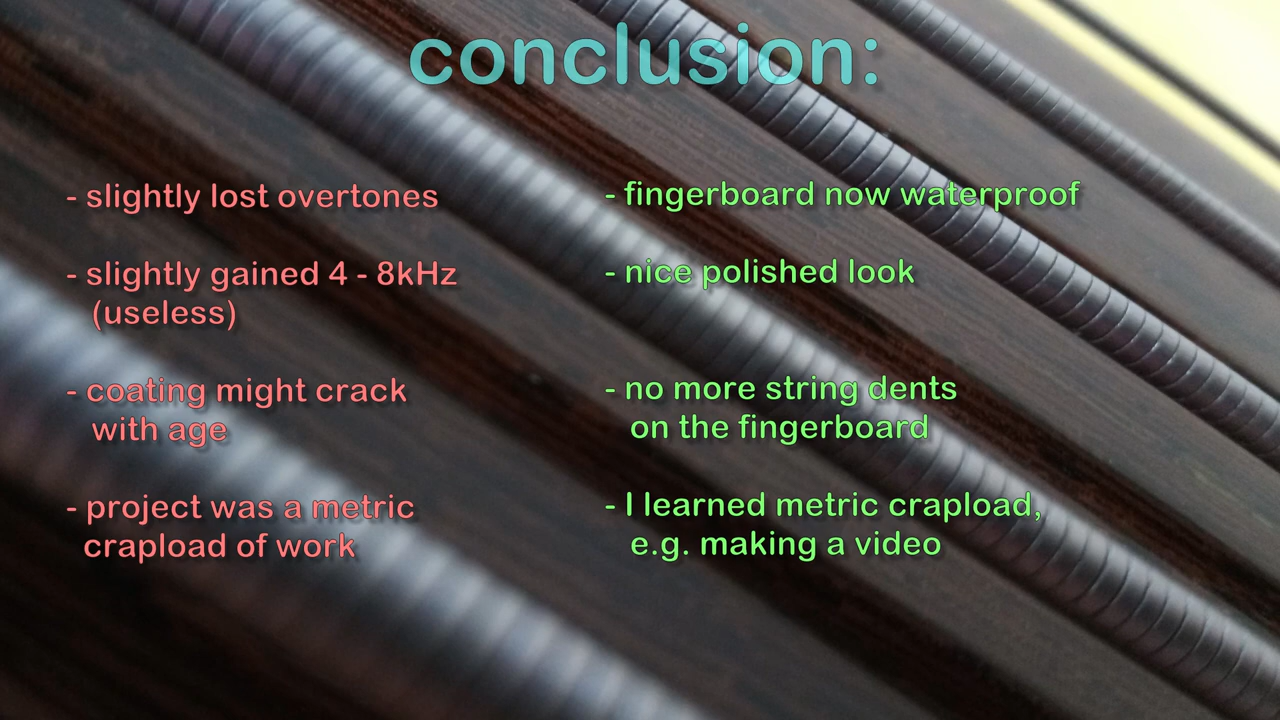 conclusion:
- slightly lost overtones
- slightly gained 4 - 8kHz
(useless)
- coating might crack
with age
- project was a metric
crapload of work
- fingerboard now waterproof
- nice polished look
- no more string dents
on the fingerboard
- I learned metric crapload,
e.g. making a video